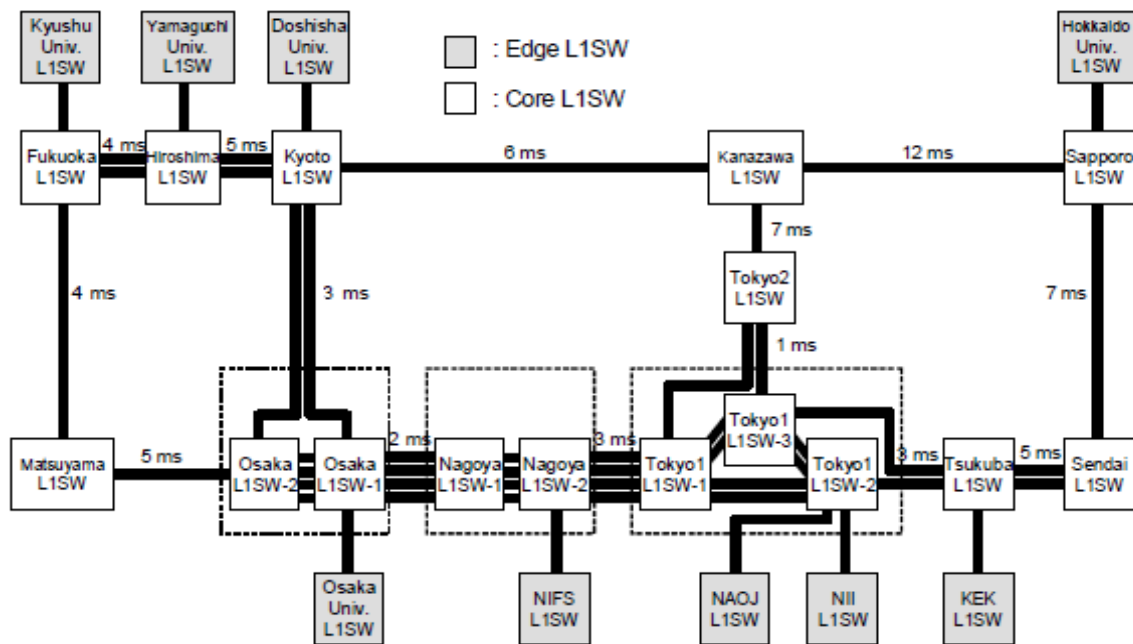 Kyushu
Univ.
L1SW
Yamaguchi
Univ.
L1SW
Doshisha
Univ.
L1SW
: Edge L1SW
: Core L1SW
Hokkaido
Univ.
L1SW
Fukuoka
L1SW
4 ms
Hiroshima
L1SW
5 ms
Kyoto
L1SW
6 ms
Kanazawa
L1SW
12 ms
Sapporo
L1SW
7 ms
Tokyo2
L1SW
4 ms
3 ms
7 ms
1 ms
Tokyo1
L1SW-3
Matsuyama
L1SW
5 ms
Osaka
L1SW-2
Osaka
L1SW-1
2 ms
Nagoya
L1SW-1
Nagoya
L1SW-2
3 ms
Tokyo1
L1SW-1
Tokyo1
L1SW-2
3 ms
Tsukuba
L1SW
5 ms
Sendai
L1SW
Osaka
Univ.
L1SW
NIFS
L1SW
NAOJ
L1SW
NII
L1SW
KEK
L1SW